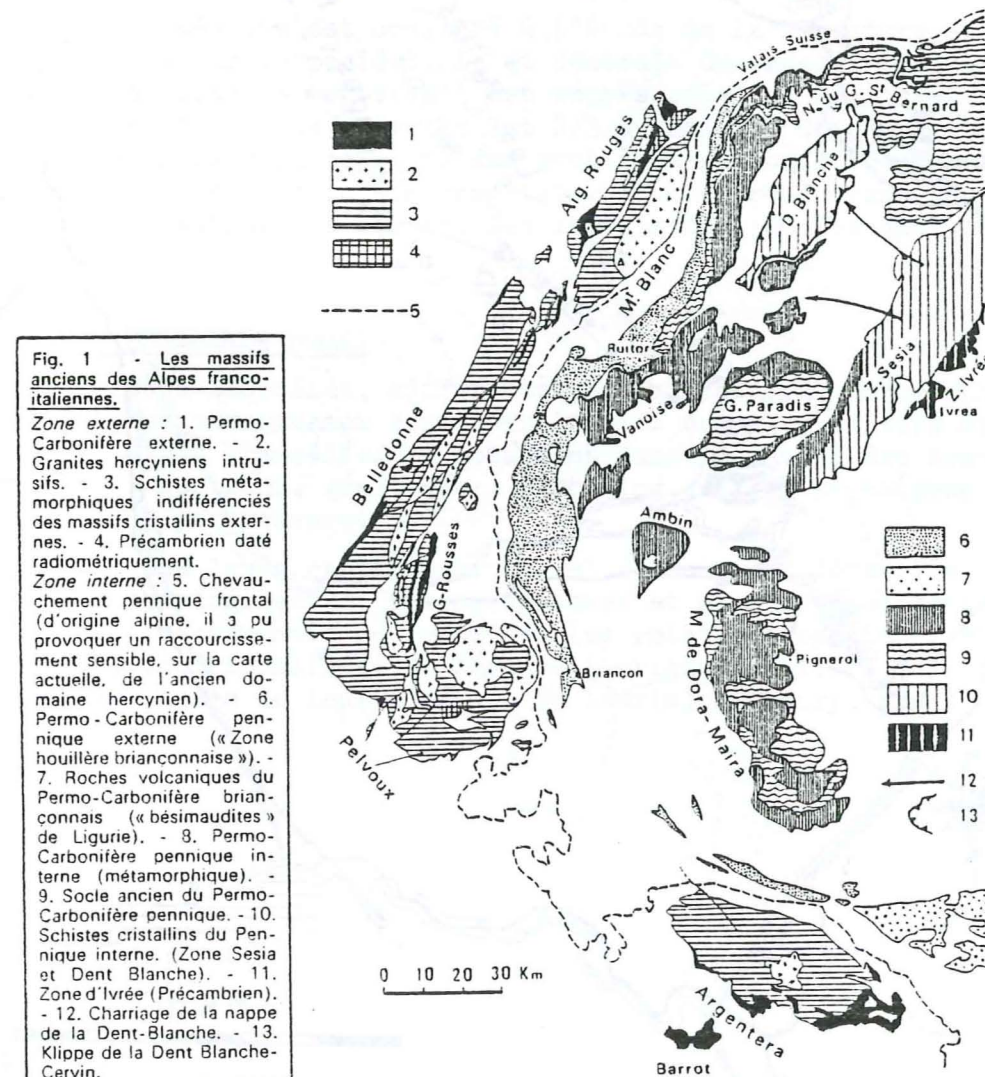 Valais Suisse
N. du G. St Bernard
Aig. Rouges
D. Blanche
Mt. Blanc
1
2
3
4
5
Ruitor
Z. Sesia
Z. Ivrée
Ivrea
G. Paradis
Vanoise
Belledonne
G-Rousses
Ambin
Briançon
Pelvoux
M de Dora-Maira
Pignerol
6
7
8
9
10
11
12
13
0 10 20 30 Km
Argentera
Barrot
Fig. 1 - Les massifs
anciens des Alpes franco-
italiennes.
Zone externe : 1. Permo-
Carbonifère externe. - 2.
Granites hercyniens intru-
sifs. - 3. Schistes méta-
morphiques indifférenciés
des massifs cristallins exter-
nes. - 4. Précambrien daté
radiométriquement.
Zone interne : 5. Chevau-
chement pennique frontal
(d'origine alpine, il a pu
provoquer un raccourcisse-
ment sensible, sur la carte
actuelle, de l'ancien do-
maine hercynien). - 6.
Permo - Carbonifère pen-
nique externe (« Zone
houillère briançonnaise »). -
7. Roches volcaniques du
Permo-Carbonifère brian-
çonnais (« bésimaudites »
de Ligurie). - 8. Permo-
Carbonifère pennique in-
terne (métamorphique). -
9. Socle ancien du Permo-
Carbonifère pennique. - 10.
Schistes cristallins du Pen-
nique interne. (Zone Sesia
et Dent Blanche). - 11.
Zone d'Ivrée (Précambrien).
- 12. Charriage de la nappe
de la Dent-Blanche. - 13.
Klippe de la Dent Blanche-
Cervin.